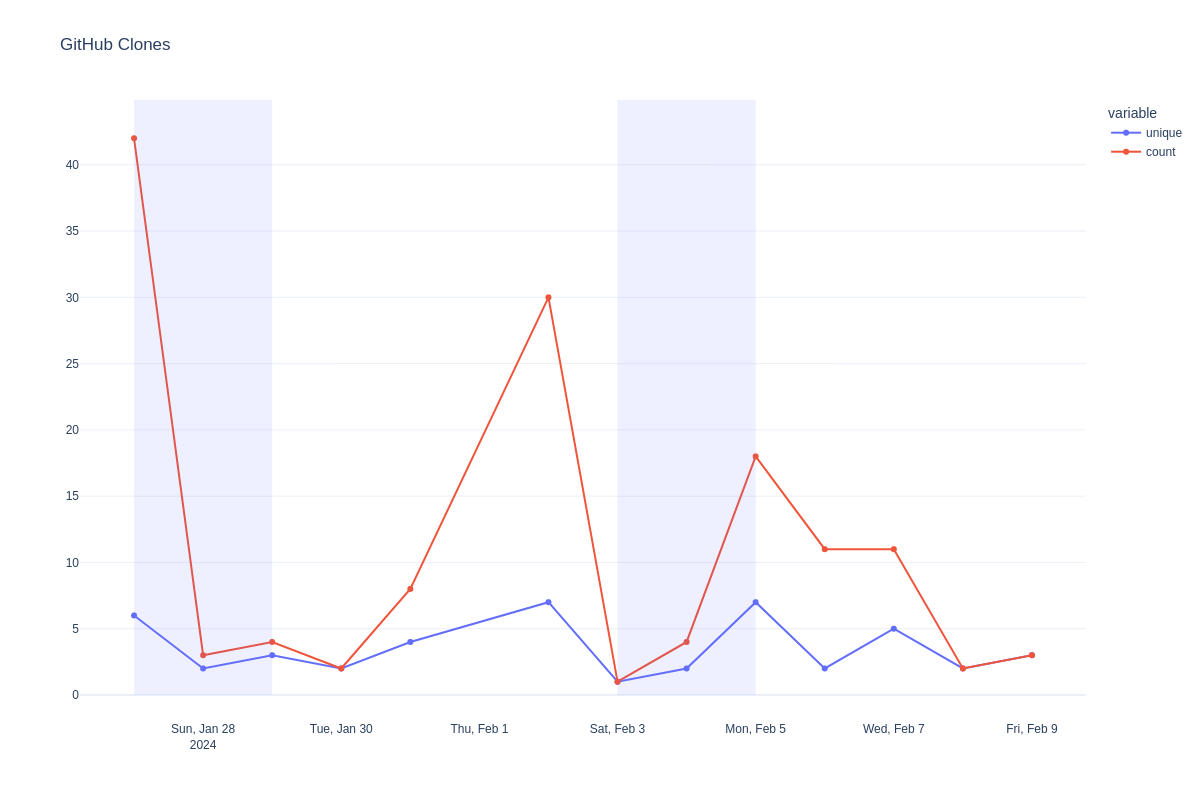 GitHub Clones
variable
unique
count
40
35
30
25
20
15
10
5
0
Sun, Jan 28
2024
Tue, Jan 30
Thu, Feb 1
Sat, Feb 3
Mon, Feb 5
Wed, Feb 7
Fri, Feb 9